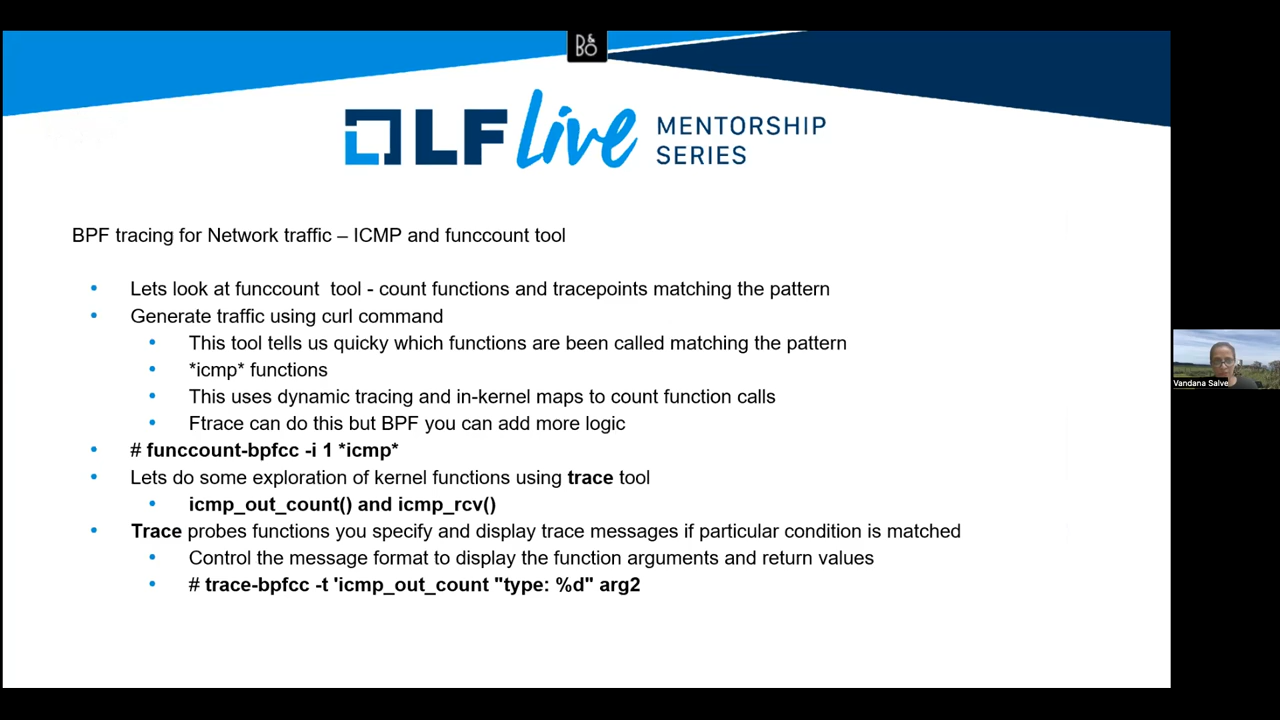 B&O
LF Live MENTORSHIP
SERIES
BPF tracing for Network traffic – ICMP and funccount tool
• Lets look at funccount tool - count functions and tracepoints matching the pattern
• Generate traffic using curl command
• This tool tells us quicky which functions are been called matching the pattern
• *icmp* functions
• This uses dynamic tracing and in-kernel maps to count function calls
• Ftrace can do this but BPF you can add more logic
• # funccount-bpfcc -i 1 *icmp*
• Lets do some exploration of kernel functions using trace tool
• icmp_out_count() and icmp_rcv()
• Trace probes functions you specify and display trace messages if particular condition is matched
• Control the message format to display the function arguments and return values
• # trace-bpfcc -t 'icmp_out_count "type: %d" arg2
Vandana Salve